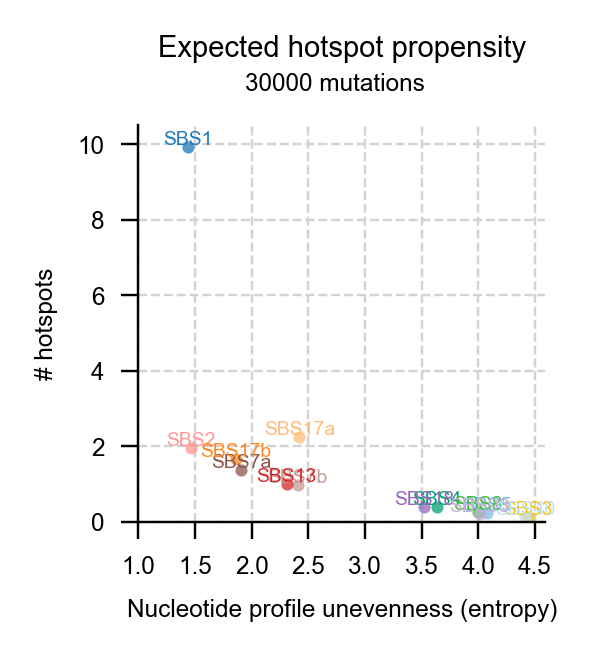 Expected hotspot propensity
30000 mutations
SBS1
10
8
# hotspots
6
4
SBS17a
SBS2
SBS17b
2
SBS7a
SBS13
SBS3
0
1.0 1.5 2.0 2.5 3.0 3.5 4.0 4.5
Nucleotide profile unevenness (entropy)